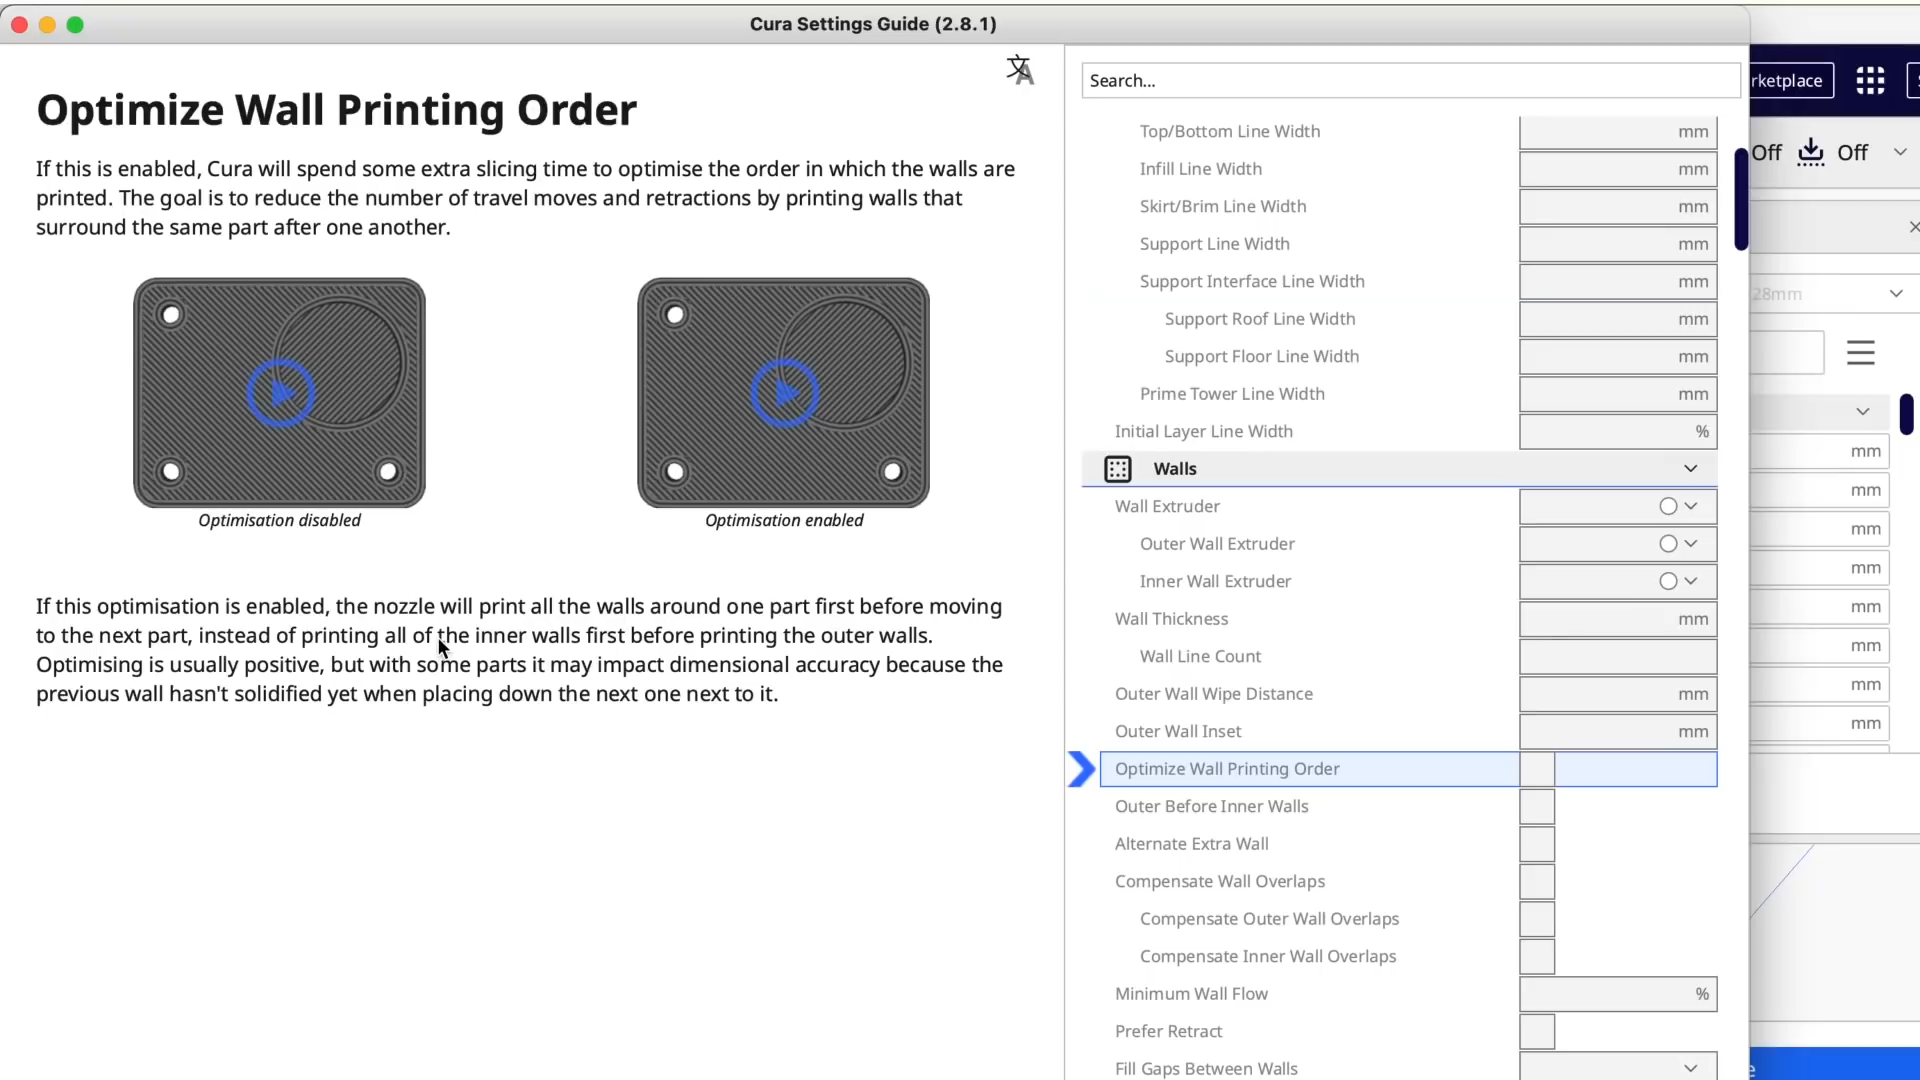 Cura Settings Guide (2.8.1)
Optimize Wall Printing Order
If this is enabled, Cura will spend some extra slicing time to optimise the order in which the walls are
printed. The goal is to reduce the number of travel moves and retractions by printing walls that
surround the same part after one another.
Optimisation disabled
Optimisation enabled
If this optimisation is enabled, the nozzle will print all the walls around one part first before moving
to the next part, instead of printing all of the inner walls first before printing the outer walls.
Optimising is usually positive, but with some parts it may impact dimensional accuracy because the
previous wall hasn't solidified yet when placing down the next one next to it.
Search...
Top/Bottom Line Width mm
Infill Line Width mm
Skirt/Brim Line Width mm
Support Line Width mm
Support Interface Line Width mm
Support Roof Line Width mm
Support Floor Line Width mm
Prime Tower Line Width mm
Initial Layer Line Width %
Walls
Wall Extruder
Outer Wall Extruder
Inner Wall Extruder
Wall Thickness mm
Wall Line Count
Outer Wall Wipe Distance mm
Outer Wall Inset mm
Optimize Wall Printing Order
Outer Before Inner Walls
Alternate Extra Wall
Compensate Wall Overlaps
Compensate Outer Wall Overlaps
Compensate Inner Wall Overlaps
Minimum Wall Flow %
Prefer Retract
Fill Gaps Between Walls
rketplace
Off Off
28mm
mm
mm
mm
mm
mm
mm
mm
mm